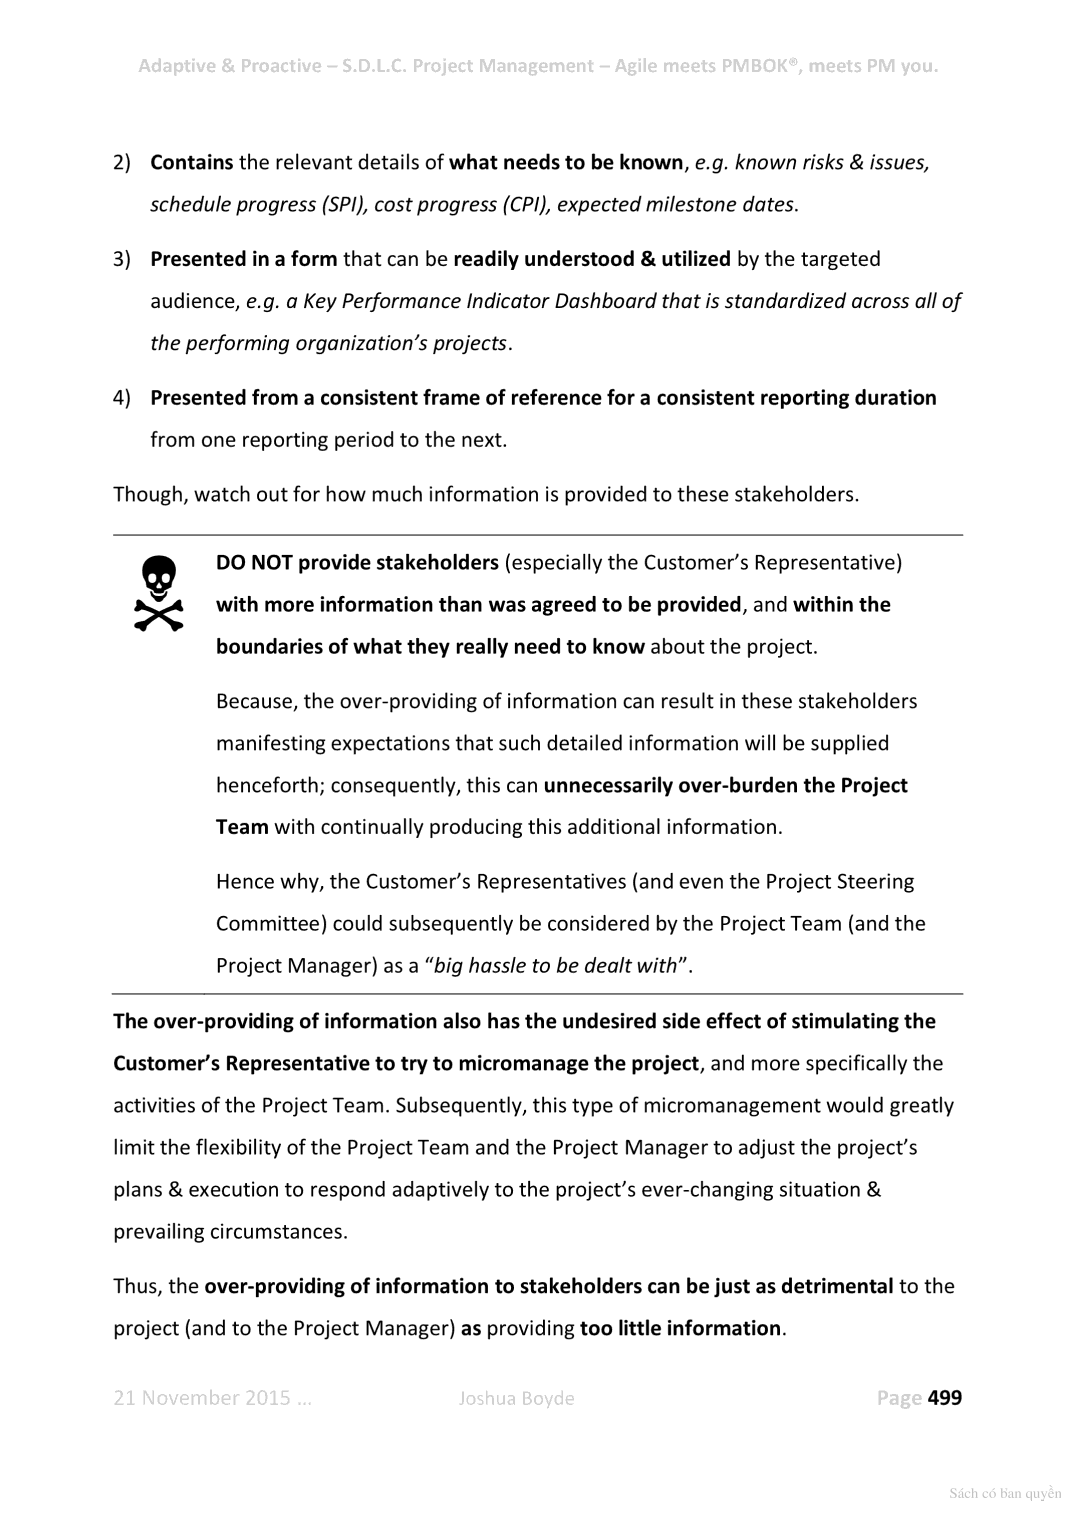 Adaptive & Proactive – S.D.L.C. Project Management – Agile meets PMBOK®, meets PM you.
2) Contains the relevant details of what needs to be known, e.g. known risks & issues,
schedule progress (SPI), cost progress (CPI), expected milestone dates.
3) Presented in a form that can be readily understood & utilized by the targeted
audience, e.g. a Key Performance Indicator Dashboard that is standardized across all of
the performing organization’s projects.
4) Presented from a consistent frame of reference for a consistent reporting duration
from one reporting period to the next.
Though, watch out for how much information is provided to these stakeholders.
DO NOT provide stakeholders (especially the Customer’s Representative)
with more information than was agreed to be provided, and within the
boundaries of what they really need to know about the project.
Because, the over-providing of information can result in these stakeholders
manifesting expectations that such detailed information will be supplied
henceforth; consequently, this can unnecessarily over-burden the Project
Team with continually producing this additional information.
Hence why, the Customer’s Representatives (and even the Project Steering
Committee) could subsequently be considered by the Project Team (and the
Project Manager) as a “big hassle to be dealt with”.
The over-providing of information also has the undesired side effect of stimulating the
Customer’s Representative to try to micromanage the project, and more specifically the
activities of the Project Team. Subsequently, this type of micromanagement would greatly
limit the flexibility of the Project Team and the Project Manager to adjust the project’s
plans & execution to respond adaptively to the project’s ever-changing situation &
prevailing circumstances.
Thus, the over-providing of information to stakeholders can be just as detrimental to the
project (and to the Project Manager) as providing too little information.
21 November 2015 … Joshua Boyde Page 499
Sách có bản quyền